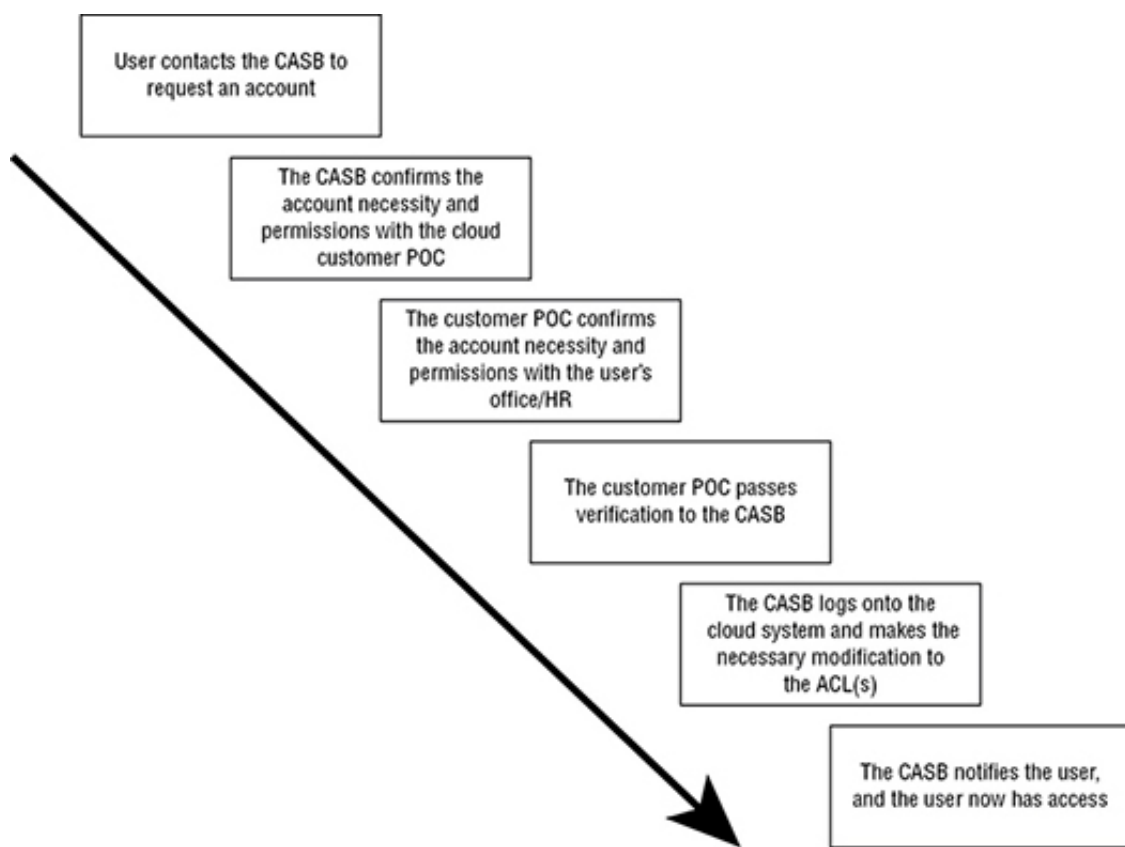 User contacts the CASB to
request an account
The CASB confirms the
account necessity and
permissions with the cloud
customer POC
The customer POC confirms
the account necessity and
permissions with the user's
office/HR
The customer POC passes
verification to the CASB
The CASB logs onto the
cloud system and makes the
necessary modification to
the ACL(s)
The CASB notifies the user,
and the user now has access